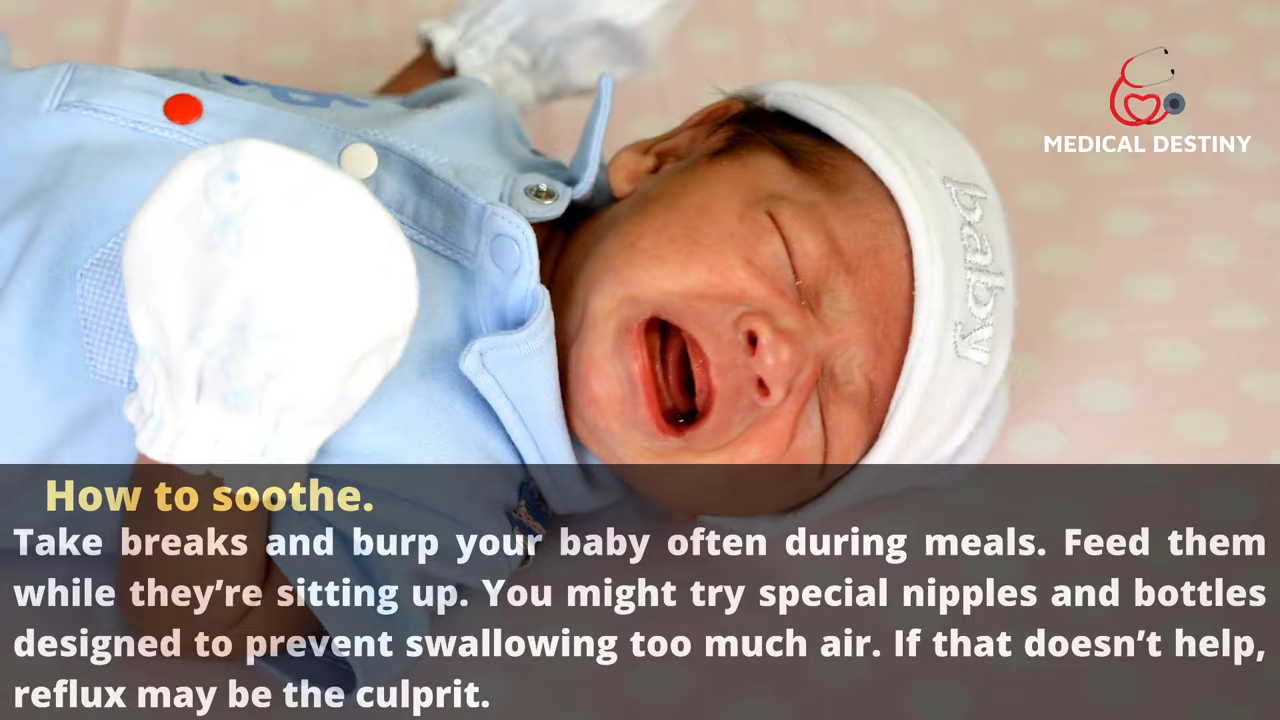 MEDICAL DESTINY
baby
How to soothe.
Take breaks and burp your baby often during meals. Feed them
while they’re sitting up. You might try special nipples and bottles
designed to prevent swallowing too much air. If that doesn’t help,
reflux may be the culprit.